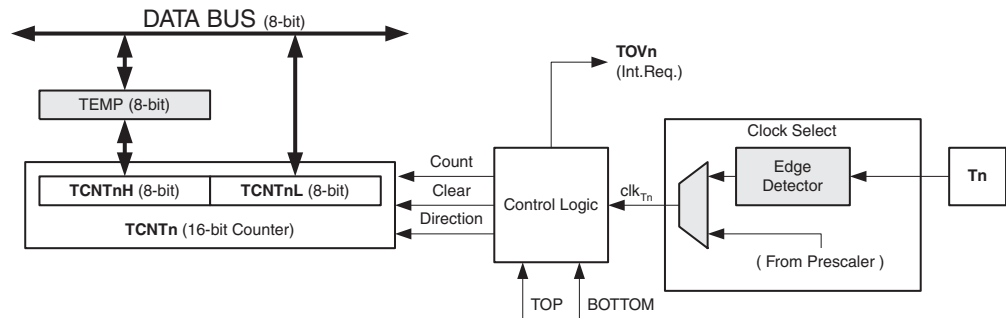 DATA BUS (8-bit)
TOVn
(Int.Req.)
TEMP (8-bit)
Clock Select
Count
Edge
Detector
Tn
TCNTnH (8-bit) TCNTnL (8-bit)
Clear
Control Logic
clkTn
TCNTn (16-bit Counter)
Direction
( From Prescaler )
TOP
BOTTOM